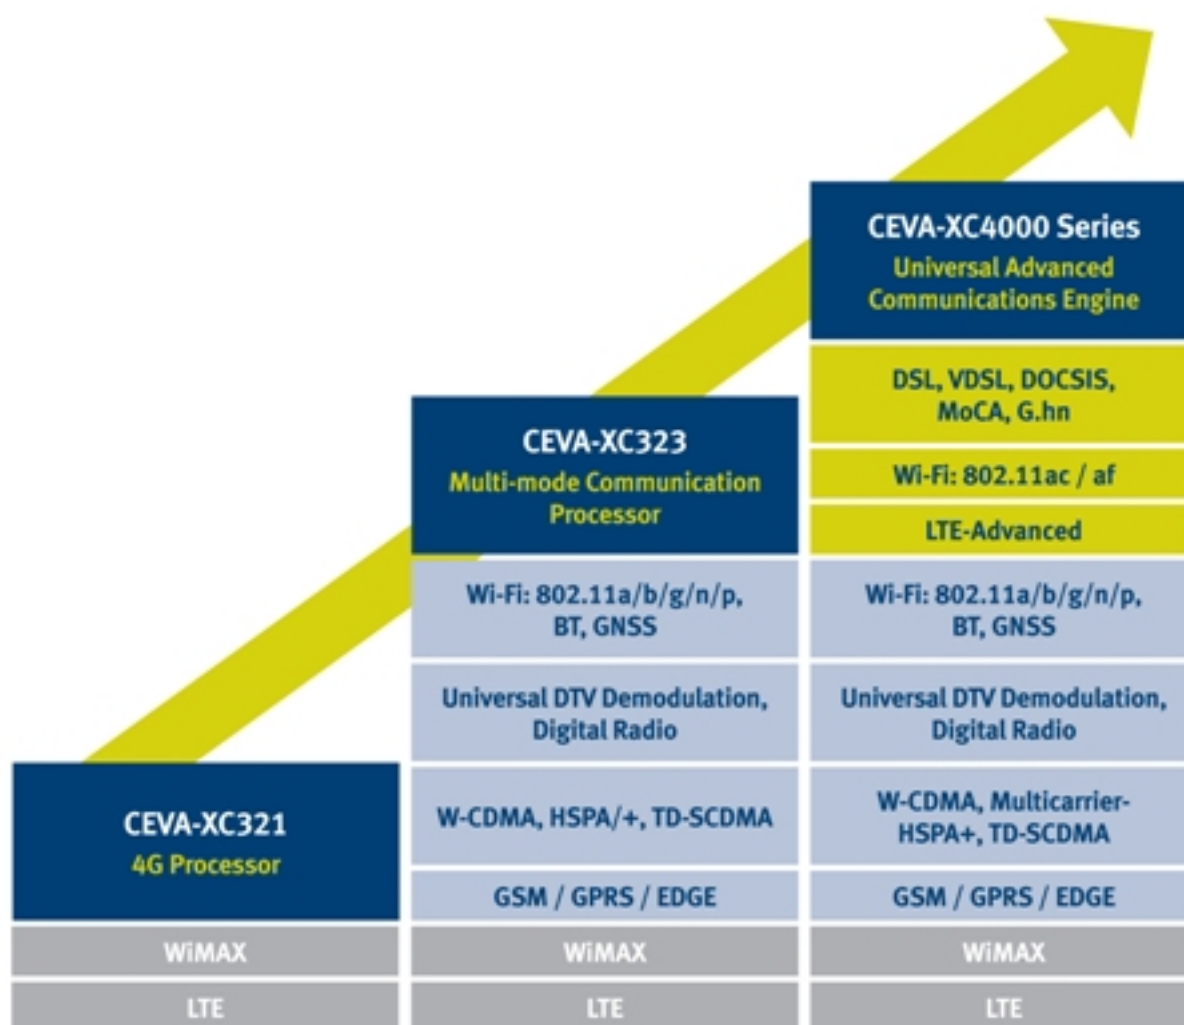 CEVA-XC4000 Series
Universal Advanced
Communications Engine
DSL, VDSL, DOCSIS,
MoCA, G.hn
Wi-Fi: 802.11ac / af
LTE-Advanced
Wi-Fi: 802.11a/b/g/n/p,
BT, GNSS
Universal DTV Demodulation,
Digital Radio
W-CDMA, Multicarrier-
HSPA+, TD-SCDMA
GSM / GPRS / EDGE
WiMAX
LTE
CEVA-XC323
Multi-mode Communication
Processor
Wi-Fi: 802.11a/b/g/n/p,
BT, GNSS
Universal DTV Demodulation,
Digital Radio
W-CDMA, HSPA/+, TD-SCDMA
GSM / GPRS / EDGE
WiMAX
LTE
CEVA-XC321
4G Processor
WiMAX
LTE